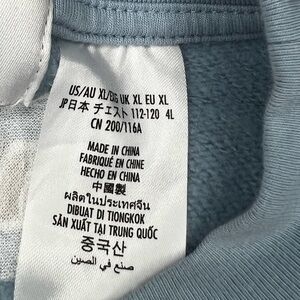 US/AU XL/EG UK XL EU XL
JP日本 チェスト 112-120 4L
CN 200/116A
MADE IN CHINA
FABRIQUÉ EN CHINE
HECHO EN CHINA
中國製
ผลิตในประเทศจีน
DIBUAT DI TIONGKOK
SẢN XUẤT TẠI TRUNG QUỐC
중국산
صنع في الصين